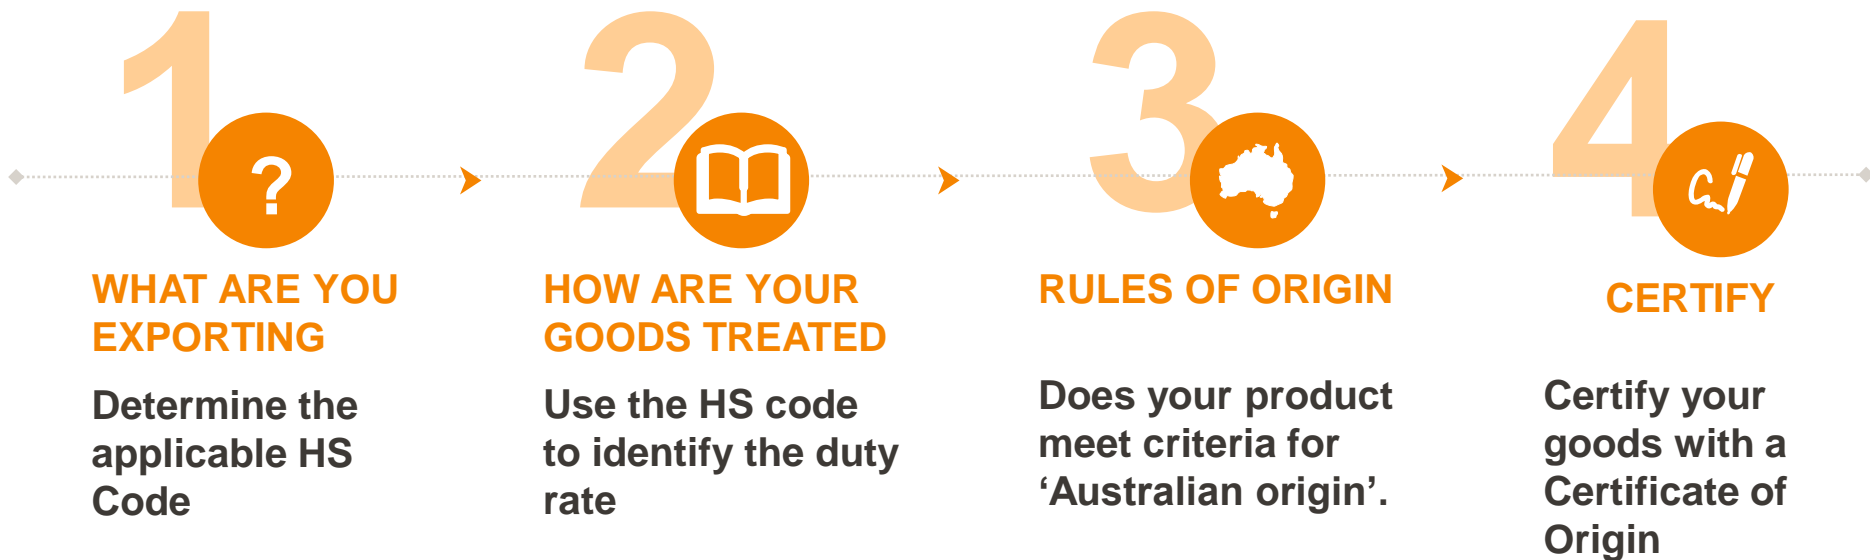 1
?
WHAT ARE YOU
EXPORTING
Determine the
applicable HS
Code
2
HOW ARE YOUR
GOODS TREATED
Use the HS code
to identify the duty
rate
3
RULES OF ORIGIN
Does your product
meet criteria for
‘Australian origin’.
4
CERTIFY
Certify your
goods with a
Certificate of
Origin